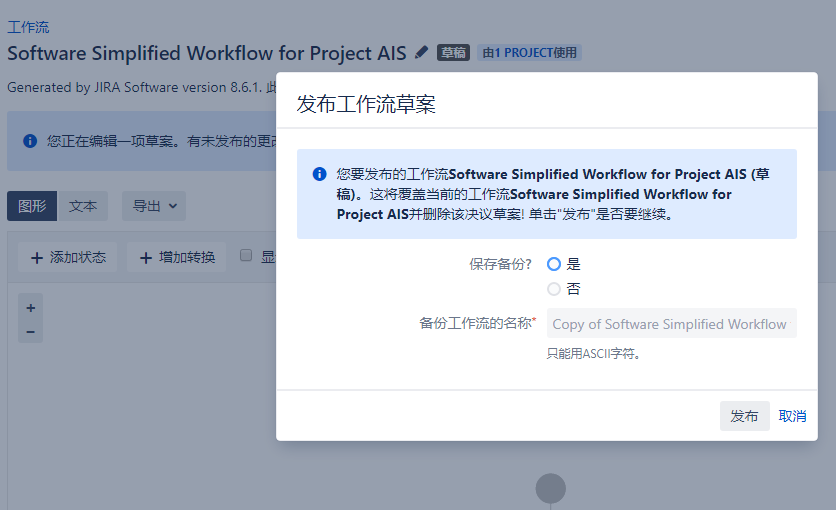 工作流
Software Simplified Workflow for Project AIS 草稿 由1 PROJECT使用
Generated by JIRA Software version 8.6.1. 此
发布工作流草案
您正在编辑一项草案。有未发布的更改
您要发布的工作流Software Simplified Workflow for Project AIS (草
稿)。这将覆盖当前的工作流Software Simplified Workflow for
Project AIS并删除该决议草案! 单击"发布"是否要继续。
图形 文本 导出
+ 添加状态 + 增加转换 显
保存备份? 是
否
+
−
备份工作流的名称* Copy of Software Simplified Workflow
只能用ASCII字符。
发布 取消